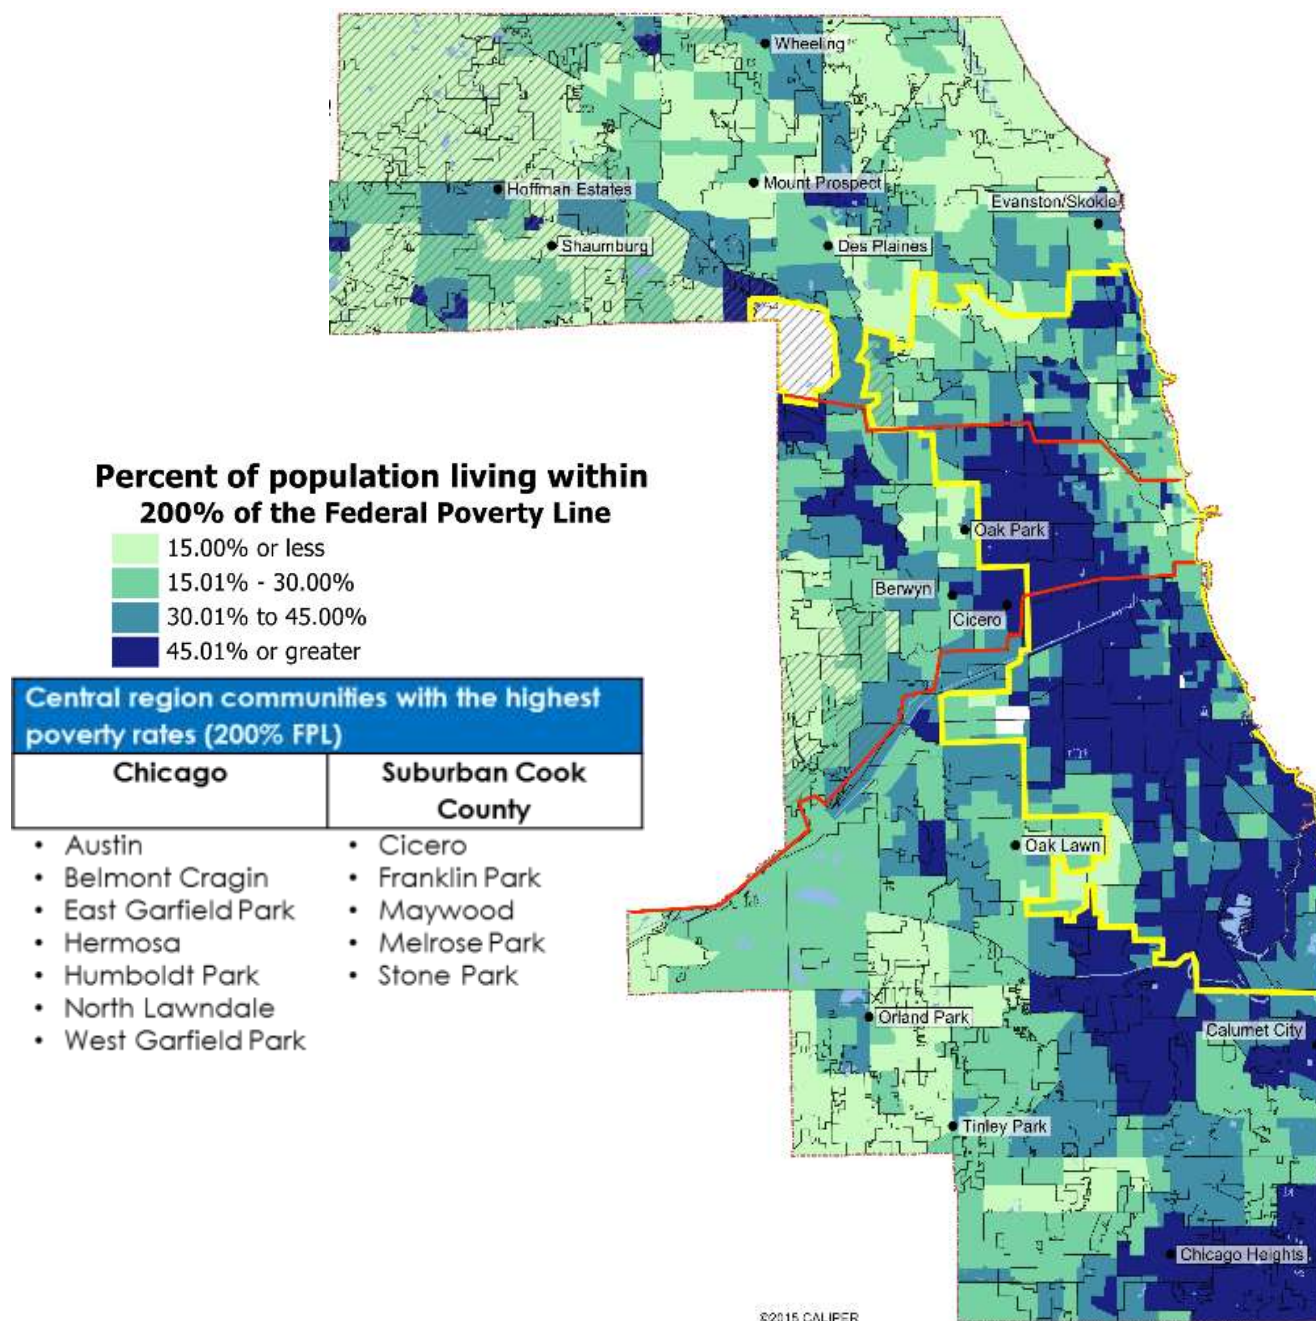 Wheeling
Hoffman Estates
Mount Prospect
Evanston/Skokie
Shaumburg
Des Plaines
Percent of population living within
200% of the Federal Poverty Line
15.00% or less
15.01% - 30.00%
30.01% to 45.00%
45.01% or greater
Oak Park
Berwyn
Cicero
Central region communities with the highest
poverty rates (200% FPL)
Chicago
Suburban Cook
County
• Austin
• Belmont Cragin
• East Garfield Park
• Hermosa
• Humboldt Park
• North Lawndale
• West Garfield Park
• Cicero
• Franklin Park
• Maywood
• Melrose Park
• Stone Park
Oak Lawn
Orland Park
Calumet City
Tinley Park
Chicago Heights
©2015 CALIPER